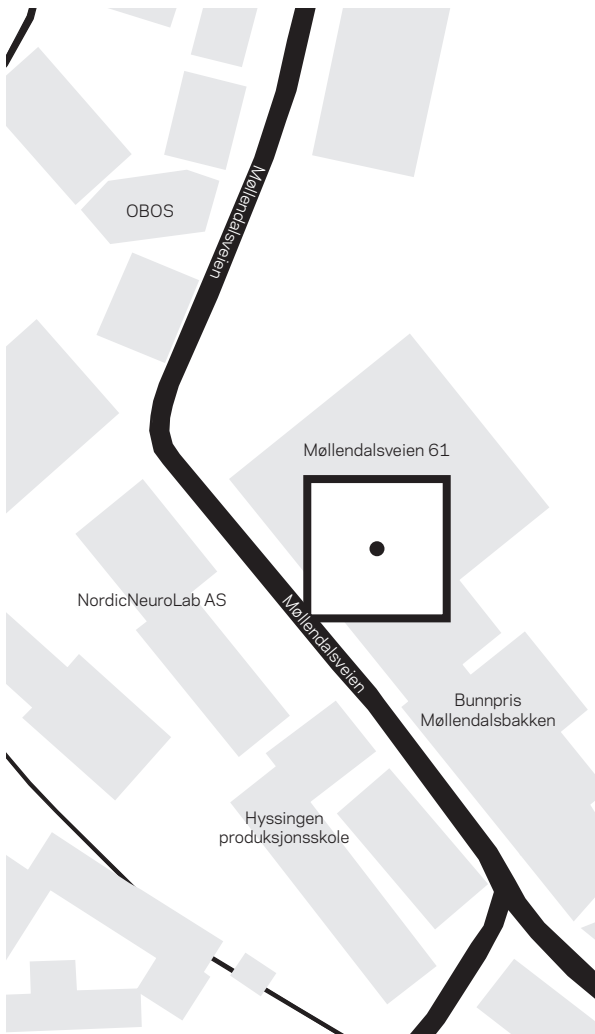 Møllendalsveien
OBOS
Møllendalsveien 61
NordicNeuroLab AS
Møllendalsveien
Bunnpris
Møllendalsbakken
Hyssingen
produksjonsskole